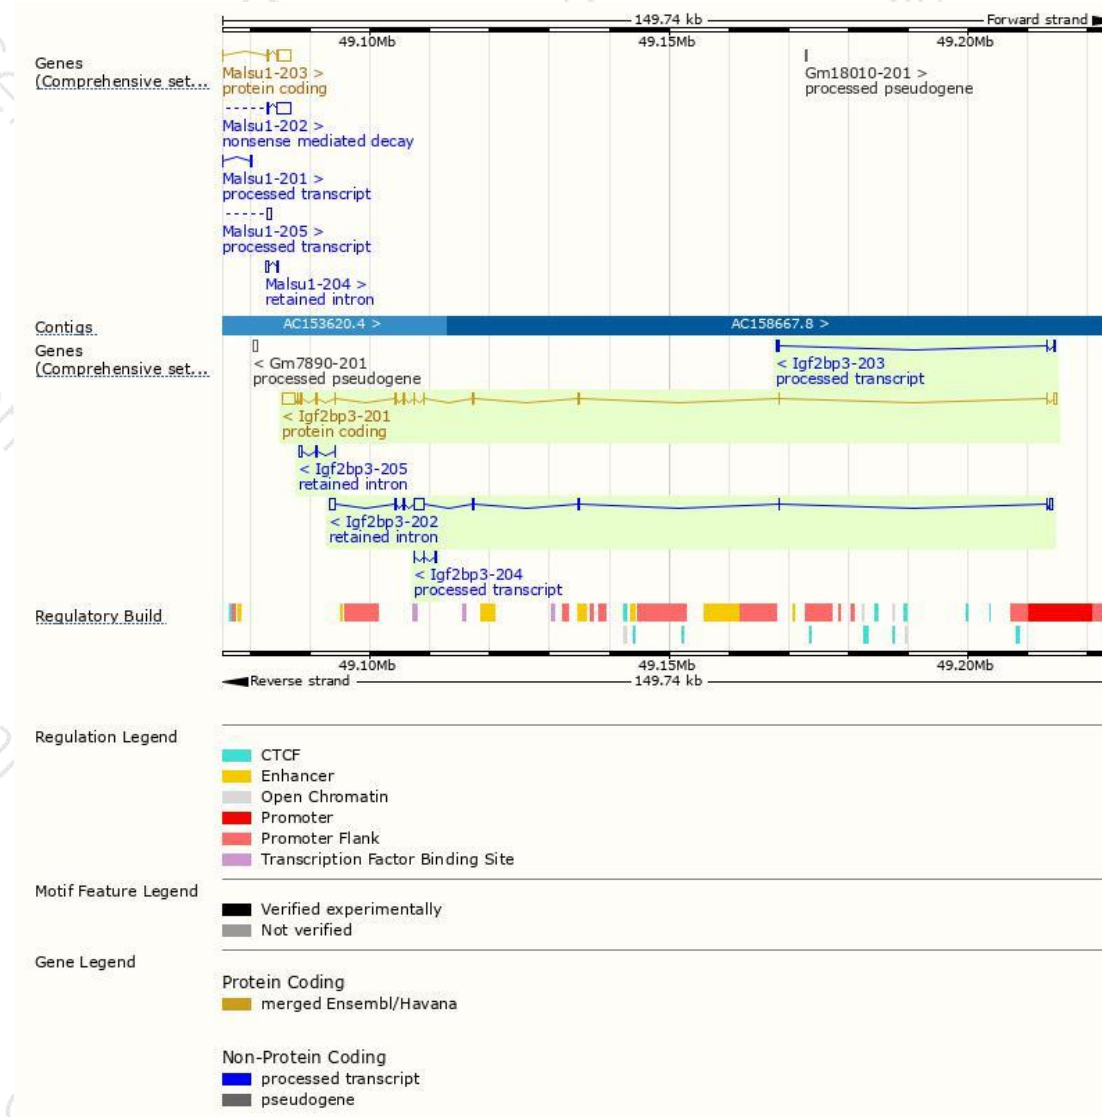 149.74 kb Forward strand
49.10Mb 49.15Mb 49.20Mb
Genes
(Comprehensive set...
Malsu1-203 >
protein coding
Gm18010-201 >
processed pseudogene
Malsu1-202 >
nonsense mediated decay
Malsu1-201 >
processed transcript
Malsu1-205 >
processed transcript
Malsu1-204 >
retained intron
Contigs
AC153620.4 > AC158667.8 >
Genes
(Comprehensive set...
< Gm7890-201
processed pseudogene
< Igf2bp3-203
processed transcript
< Igf2bp3-201
protein coding
< Igf2bp3-205
retained intron
< Igf2bp3-202
retained intron
< Igf2bp3-204
processed transcript
Regulatory Build
49.10Mb 49.15Mb 49.20Mb
Reverse strand 149.74 kb
Regulation Legend
CTCF
Enhancer
Open Chromatin
Promoter
Promoter Flank
Transcription Factor Binding Site
Motif Feature Legend
Verified experimentally
Not verified
Gene Legend
Protein Coding
merged Ensembl/Havana
Non-Protein Coding
processed transcript
pseudogene